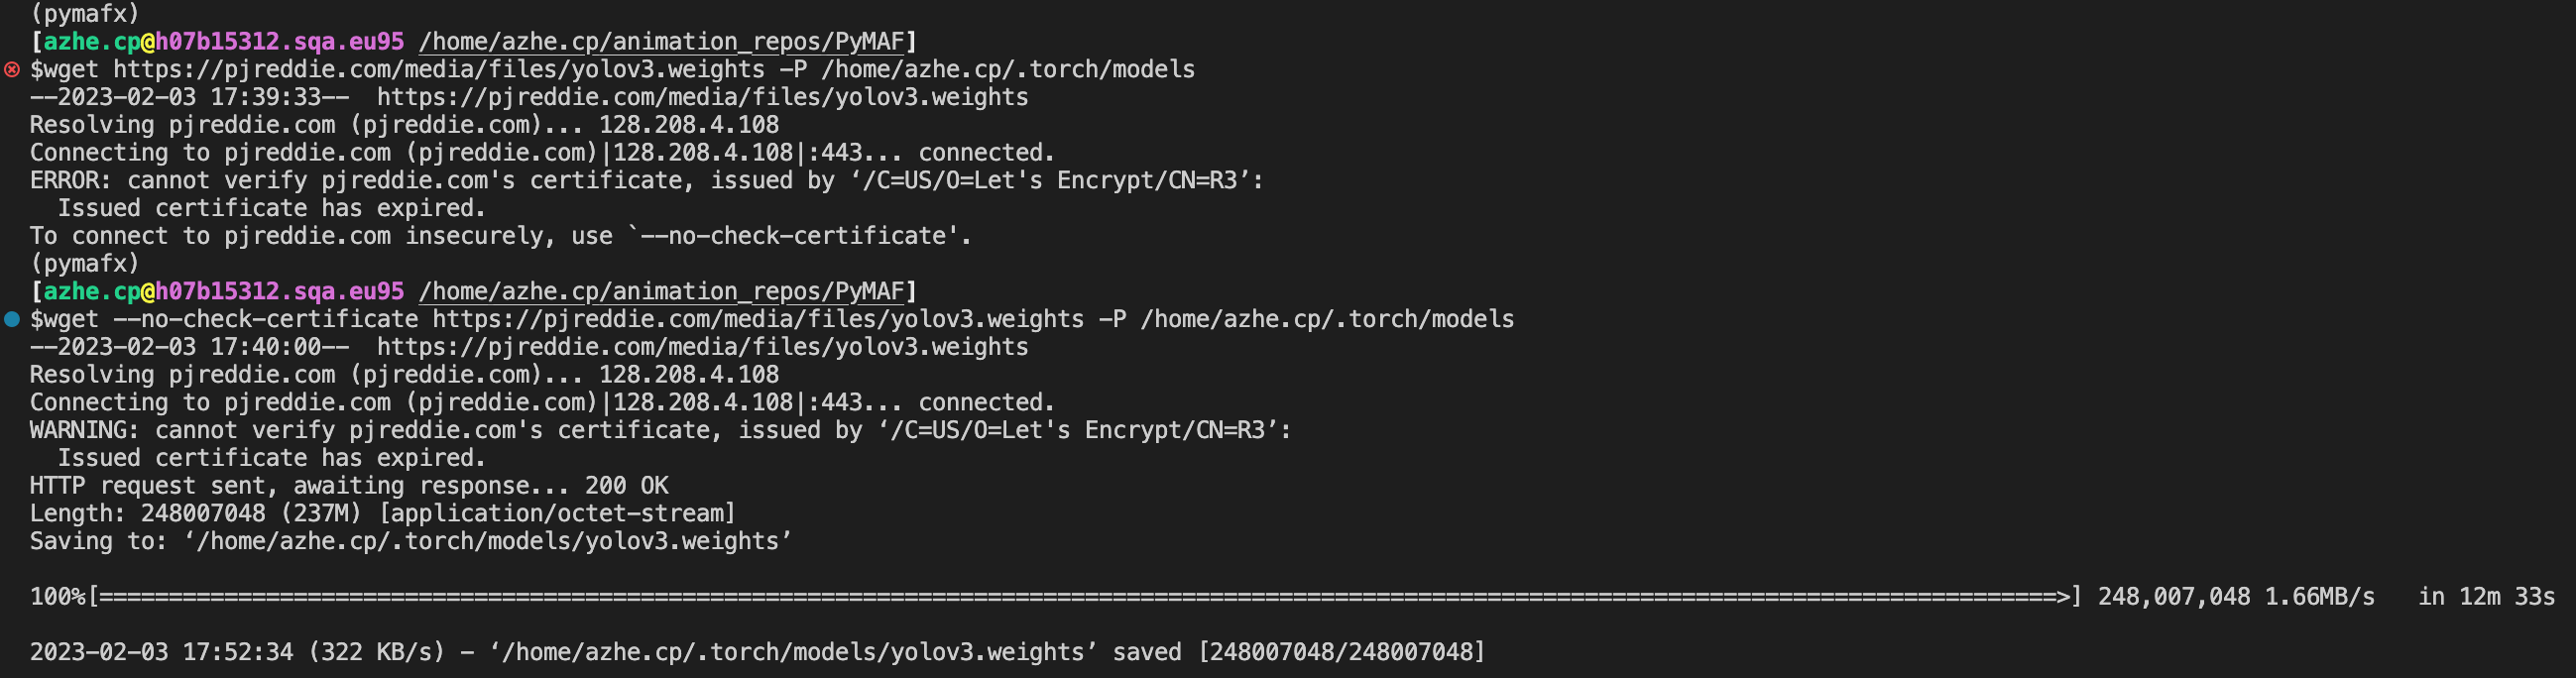 (pymafx)
[azhe.cp@h07b15312.sqa.eu95 /home/azhe.cp/animation_repos/PyMAF]
$wget https://pjreddie.com/media/files/yolov3.weights -P /home/azhe.cp/.torch/models
--2023-02-03 17:39:33--  https://pjreddie.com/media/files/yolov3.weights
Resolving pjreddie.com (pjreddie.com)... 128.208.4.108
Connecting to pjreddie.com (pjreddie.com)|128.208.4.108|:443... connected.
ERROR: cannot verify pjreddie.com's certificate, issued by ‘/C=US/O=Let's Encrypt/CN=R3’:
  Issued certificate has expired.
To connect to pjreddie.com insecurely, use `--no-check-certificate'.
(pymafx)
[azhe.cp@h07b15312.sqa.eu95 /home/azhe.cp/animation_repos/PyMAF]
$wget --no-check-certificate https://pjreddie.com/media/files/yolov3.weights -P /home/azhe.cp/.torch/models
--2023-02-03 17:40:00--  https://pjreddie.com/media/files/yolov3.weights
Resolving pjreddie.com (pjreddie.com)... 128.208.4.108
Connecting to pjreddie.com (pjreddie.com)|128.208.4.108|:443... connected.
WARNING: cannot verify pjreddie.com's certificate, issued by ‘/C=US/O=Let's Encrypt/CN=R3’:
  Issued certificate has expired.
HTTP request sent, awaiting response... 200 OK
Length: 248007048 (237M) [application/octet-stream]
Saving to: ‘/home/azhe.cp/.torch/models/yolov3.weights’
100%[=============================================================================================================================================>] 248,007,048 1.66MB/s   in 12m 33s
2023-02-03 17:52:34 (322 KB/s) - ‘/home/azhe.cp/.torch/models/yolov3.weights’ saved [248007048/248007048]